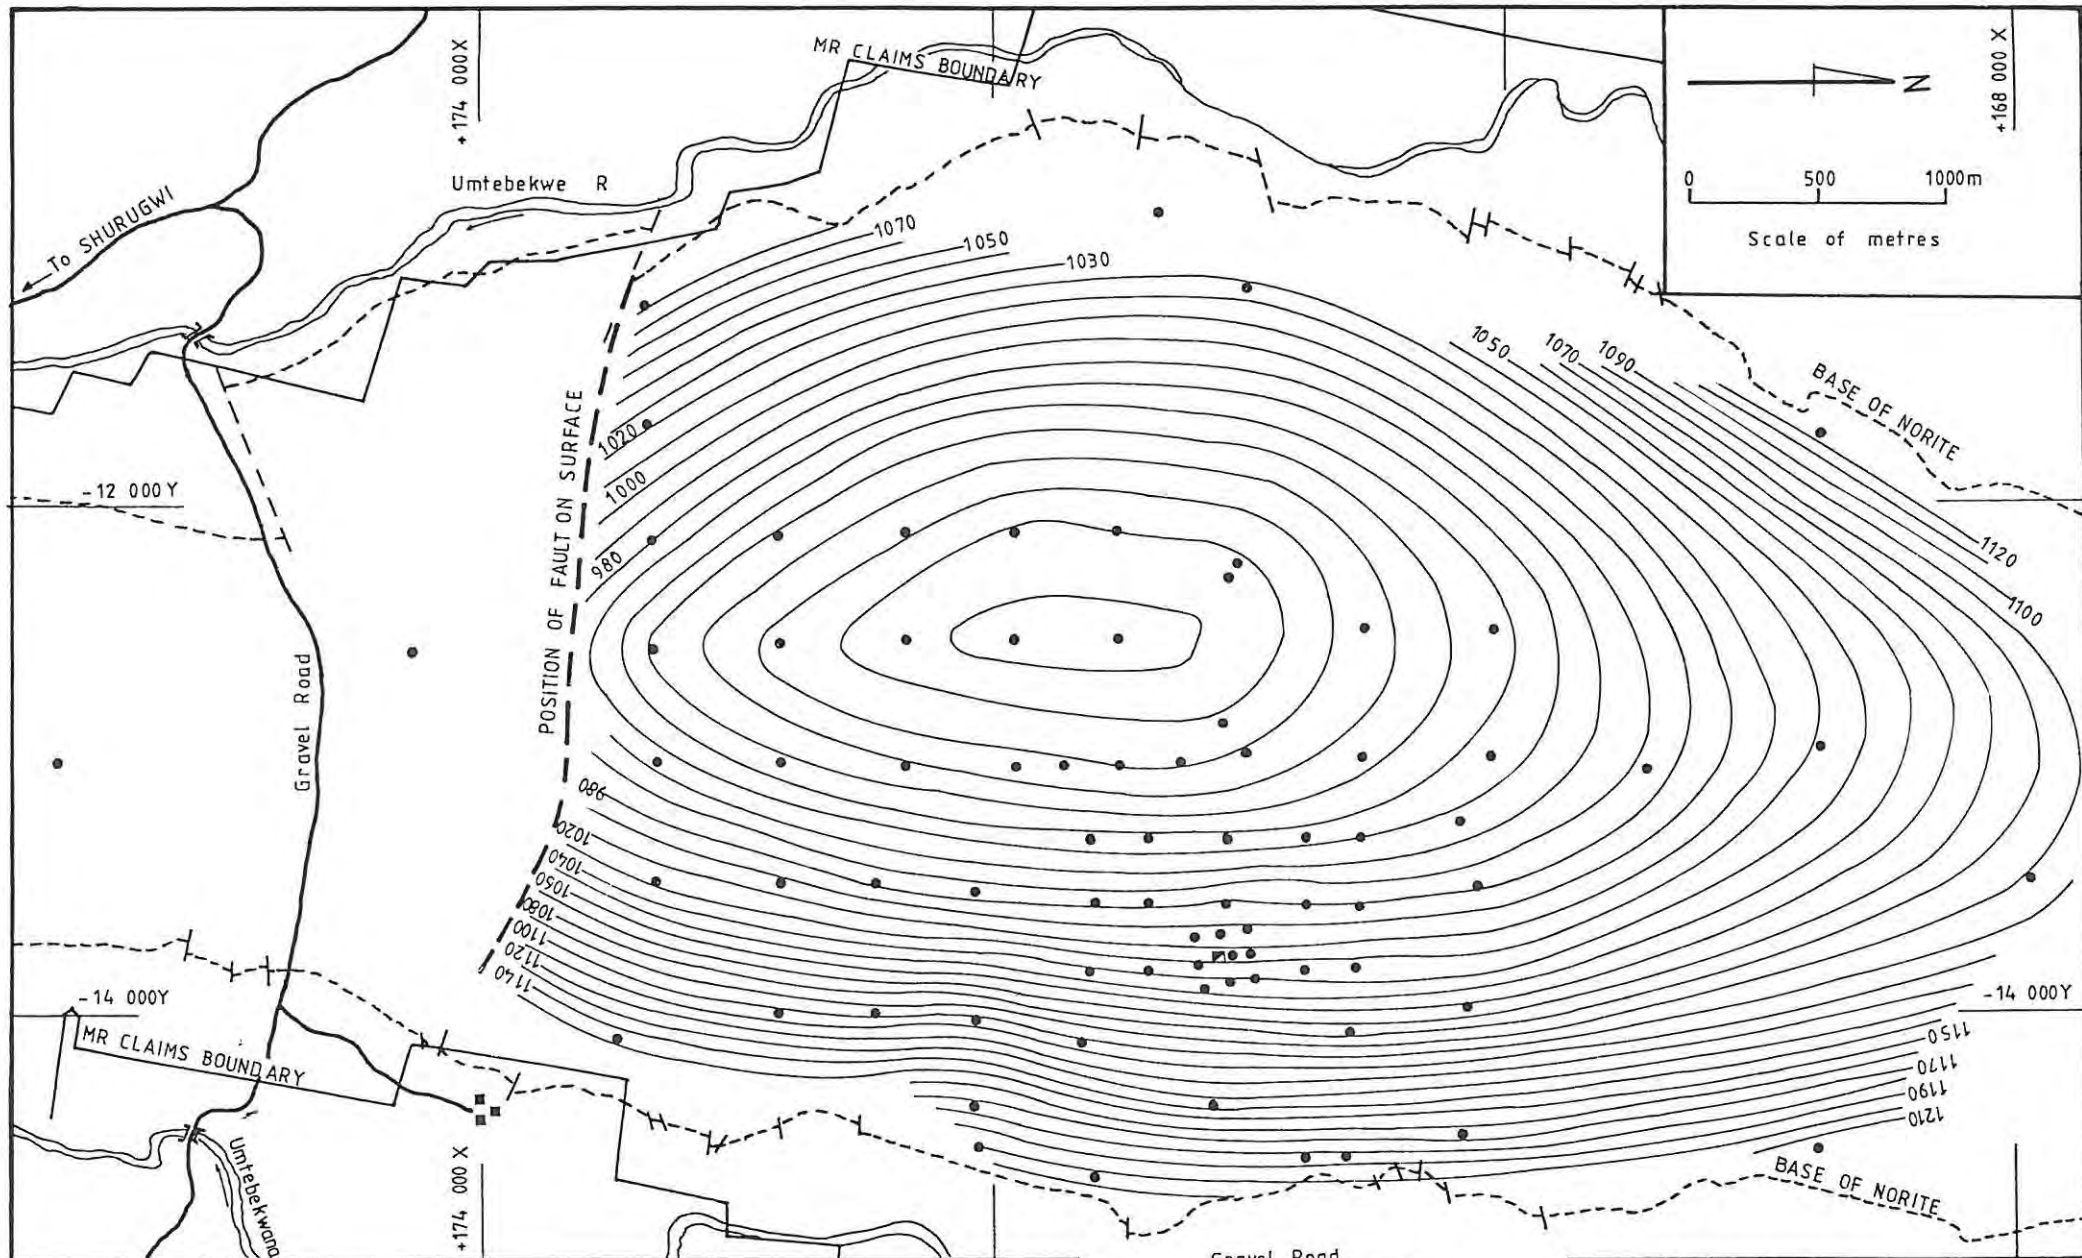 MR CLAIMS BOUNDARY
+174 000X
+168 000 X
N
0 500 1000m
Scale of metres
Umtebekwe R
To SHURUGWI
1070
1050
1030
1050
1070
1090
BASE OF NORITE
1020
1000
980
POSITION OF FAULT ON SURFACE
-12 000Y
1120
1100
Gravel Road
980
1020
1040
1050
1080
1100
1120
1140
-14 000Y
-14 000Y
MR CLAIMS BOUNDARY
1150
1170
1190
1210
Umtebekwana
+174 000 X
BASE OF NORITE
Gravel Road